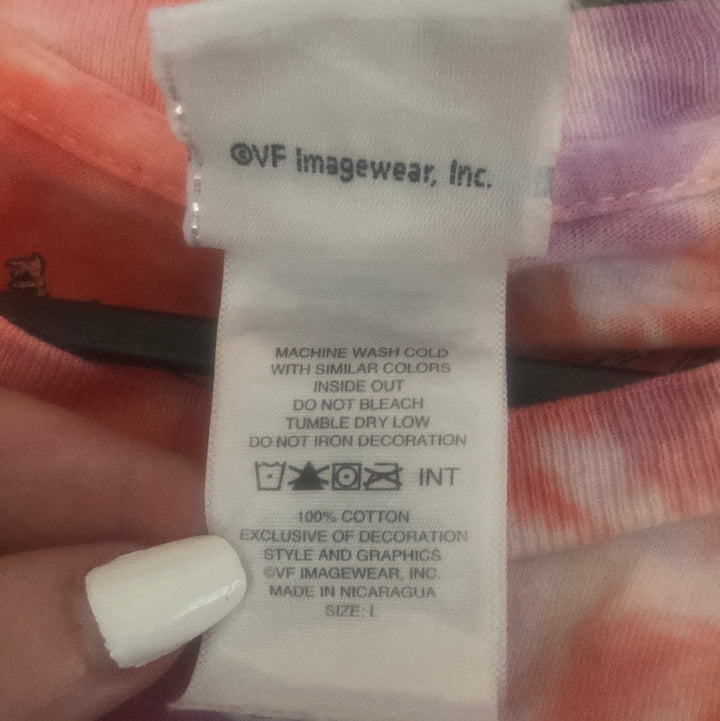 ©VF Imagewear, Inc.
MACHINE WASH COLD
WITH SIMILAR COLORS
INSIDE OUT
DO NOT BLEACH
TUMBLE DRY LOW
DO NOT IRON DECORATION
INT
100% COTTON
EXCLUSIVE OF DECORATION
STYLE AND GRAPHICS
©VF IMAGEWEAR, INC.
MADE IN NICARAGUA
SIZE: L